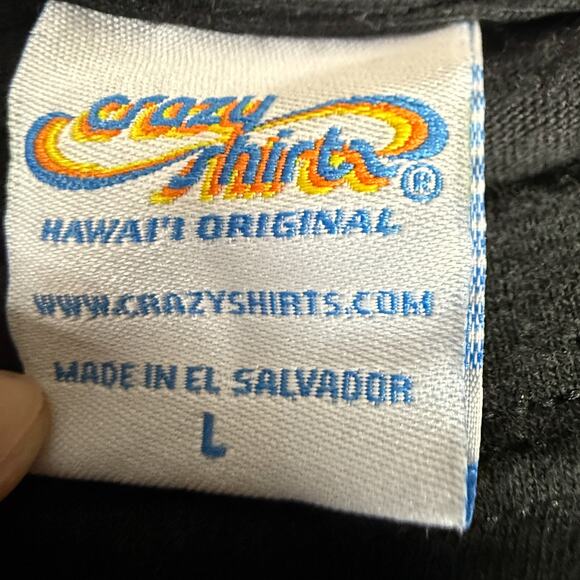 crazy
shirts®
HAWAI'I ORIGINAL
WWW.CRAZYSHIRTS.COM
MADE IN EL SALVADOR
L